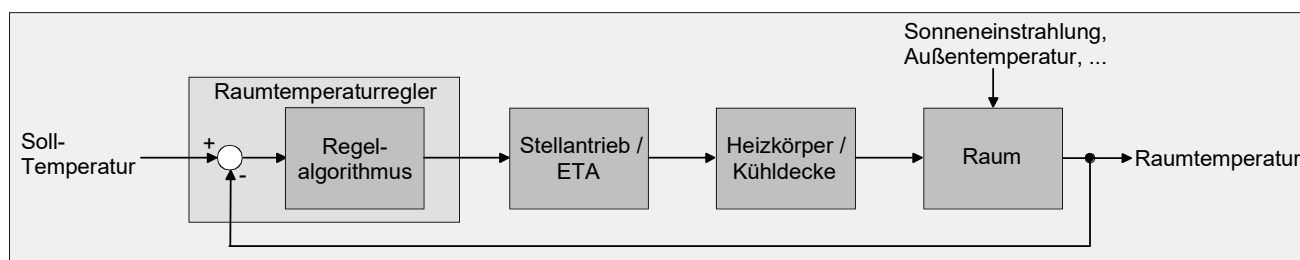 Sonneneinstrahlung,
Außentemperatur, ...
Raumtemperaturregler
Soll-
Temperatur
+
-
Regel-
algorithmus
Stellantrieb /
ETA
Heizkörper /
Kühldecke
Raum
Raumtemperatur